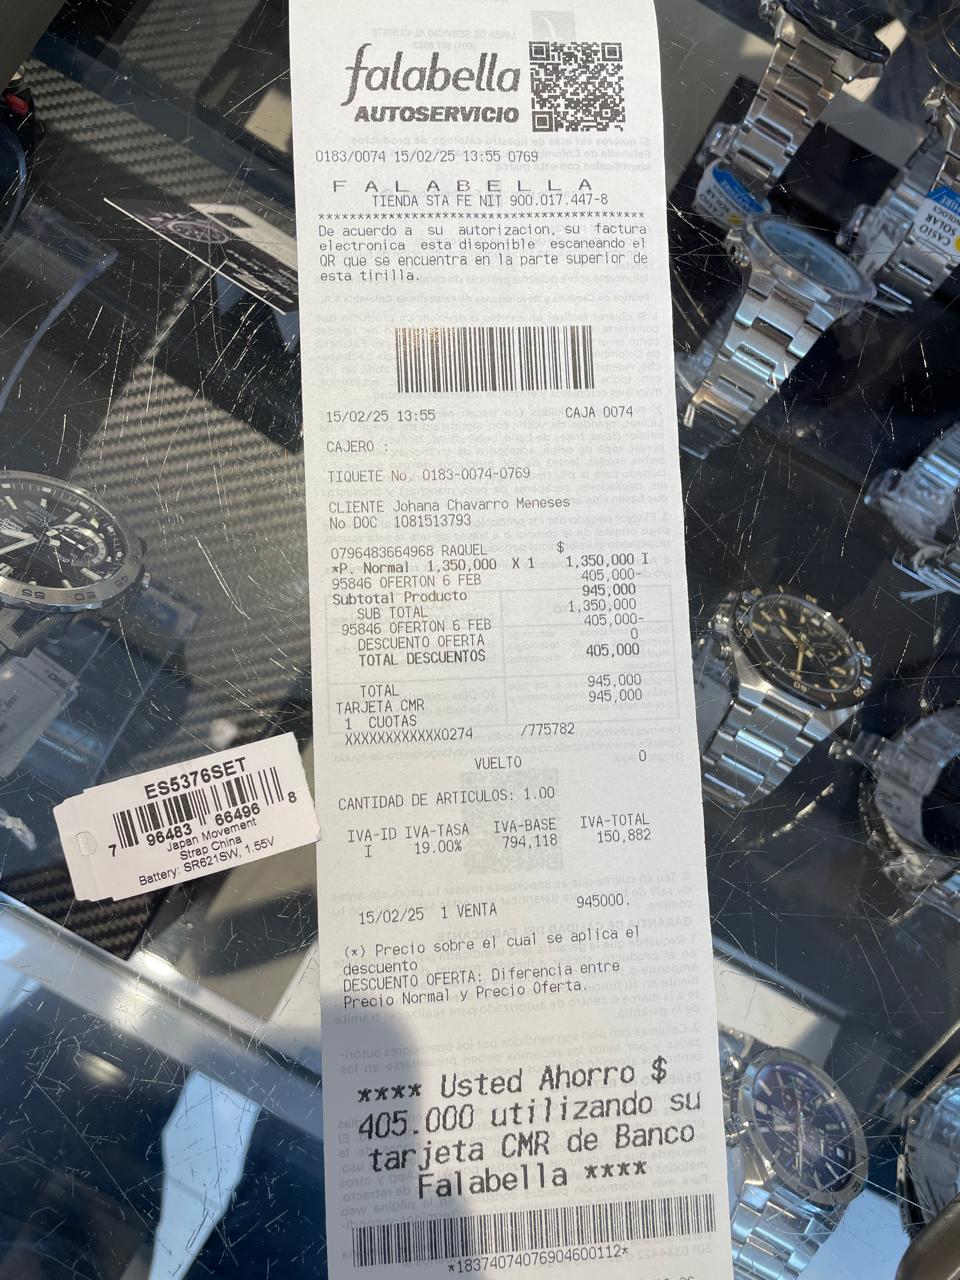 falabella
AUTOSERVICIO
0183/0074 15/02/25 13:55 0769
F A L A B E L L A
TIENDA STA FE NIT 900.017.447-8
******************************************
De acuerdo a su autorizacion, su factura
electronica esta disponible escaneando el
QR que se encuentra en la parte superior de
esta tirilla.
15/02/25 13:55 CAJA 0074
CAJERO :
TIQUETE No. 0183-0074-0769
CLIENTE Johana Chavarro Meneses
No DOC 1081513793
0796483664968 RAQUEL $
*P. Normal 1,350,000 X 1 1,350,000 I
95846 OFERTON 6 FEB 405,000-
Subtotal Producto 945,000
SUB TOTAL 1,350,000
95846 OFERTON 6 FEB 405,000-
DESCUENTO OFERTA 0
TOTAL DESCUENTOS 405,000
TOTAL 945,000
TARJETA CMR 945,000
1 CUOTAS
XXXXXXXXXXXX0274 /775782
VUELTO 0
CANTIDAD DE ARTICULOS: 1.00
IVA-ID IVA-TASA IVA-BASE IVA-TOTAL
I 19.00% 794,118 150,882
15/02/25 1 VENTA 945000.
(*) Precio sobre el cual se aplica el
descuento
DESCUENTO OFERTA: Diferencia entre
Precio Normal y Precio Oferta.
**** Usted Ahorro $
405.000 utilizando su
tarjeta CMR de Banco
Falabella ****
*18374074076904600112*
ES5376SET
7 96483 66496 8
Japan Movement
Strap China
Battery: SR621SW, 1.55V
CASIO
SOLAR